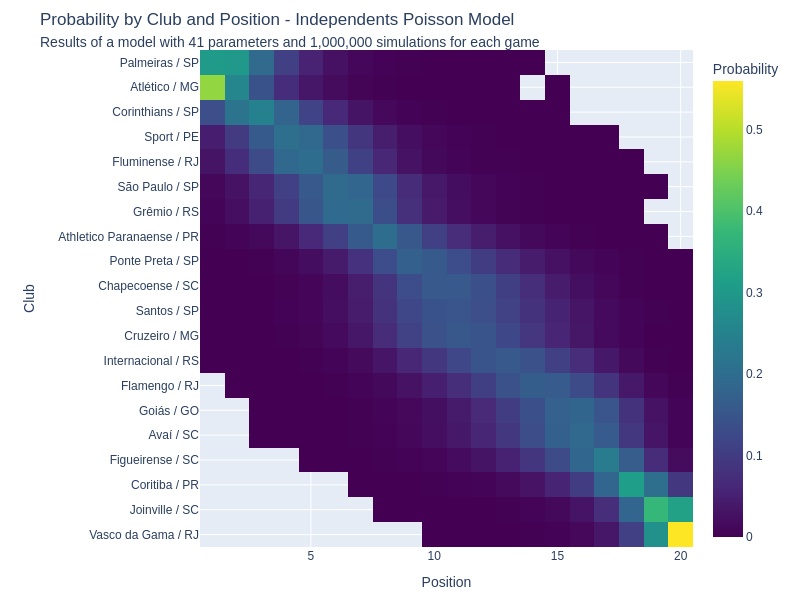 Probability by Club and Position - Independents Poisson Model
Results of a model with 41 parameters and 1,000,000 simulations for each game
Probability
Palmeiras / SP
Atlético / MG
Corinthians / SP
Sport / PE
Fluminense / RJ
São Paulo / SP
Grêmio / RS
Athletico Paranaense / PR
Ponte Preta / SP
Chapecoense / SC
Santos / SP
Cruzeiro / MG
Internacional / RS
Flamengo / RJ
Goiás / GO
Avaí / SC
Figueirense / SC
Coritiba / PR
Joinville / SC
Vasco da Gama / RJ
Club
5 10 15 20
Position
0.5
0.4
0.3
0.2
0.1
0